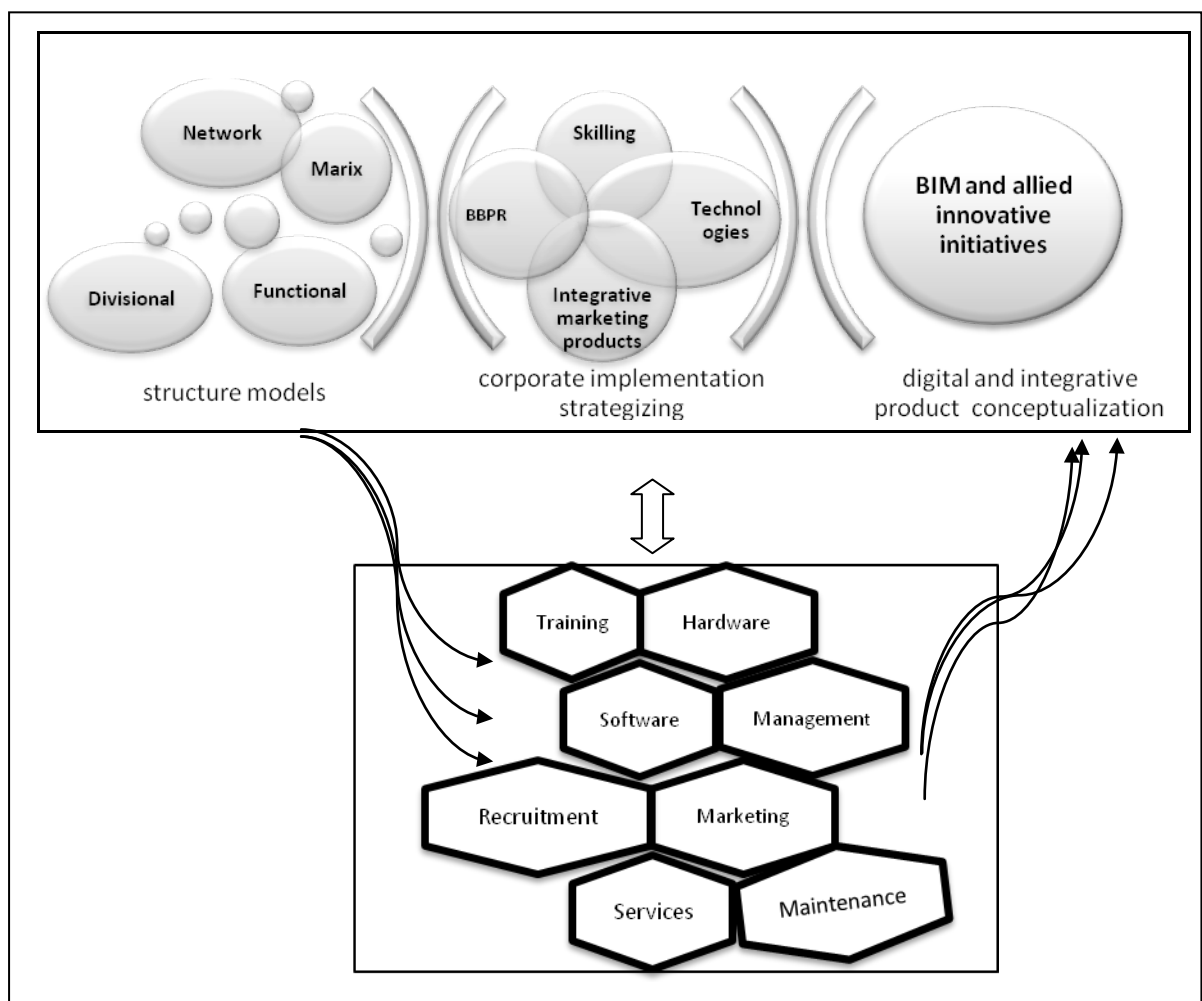 Network
Marix
Divisional
Functional
structure models
Skilling
BBPR
Technol
ogies
Integrative
marketing
products
corporate implementation
strategizing
BIM and allied
innovative
initiatives
digital and integrative
product conceptualization
Training
Hardware
Software
Management
Recruitment
Marketing
Services
Maintenance